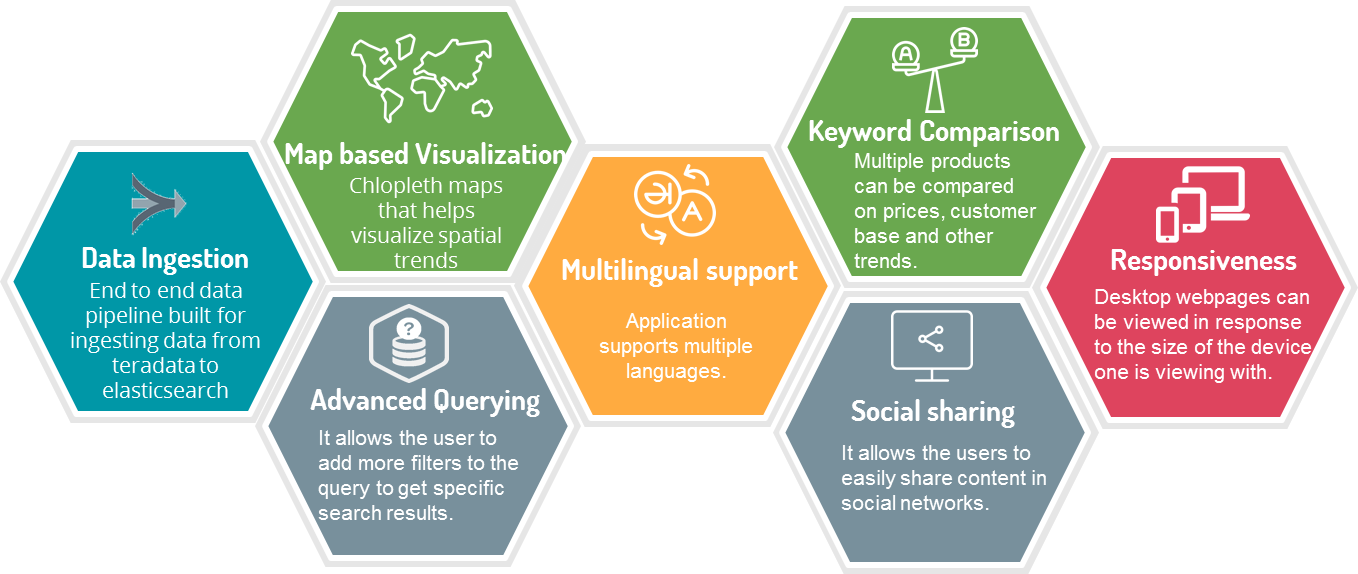 Data Ingestion
End to end data
pipeline built for
ingesting data from
teradata to
elasticsearch
Map based Visualization
Chlopleth maps
that helps
visualize spatial
trends
?
Advanced Querying
It allows the user to
add more filters to the
query to get specific
search results.
A
Multilingual support
Application
supports multiple
languages.
A
B
Keyword Comparison
Multiple products
can be compared
on prices, customer
base and other
trends.
Social sharing
It allows the users to
easily share content in
social networks.
Responsiveness
Desktop webpages can
be viewed in response
to the size of the device
one is viewing with.